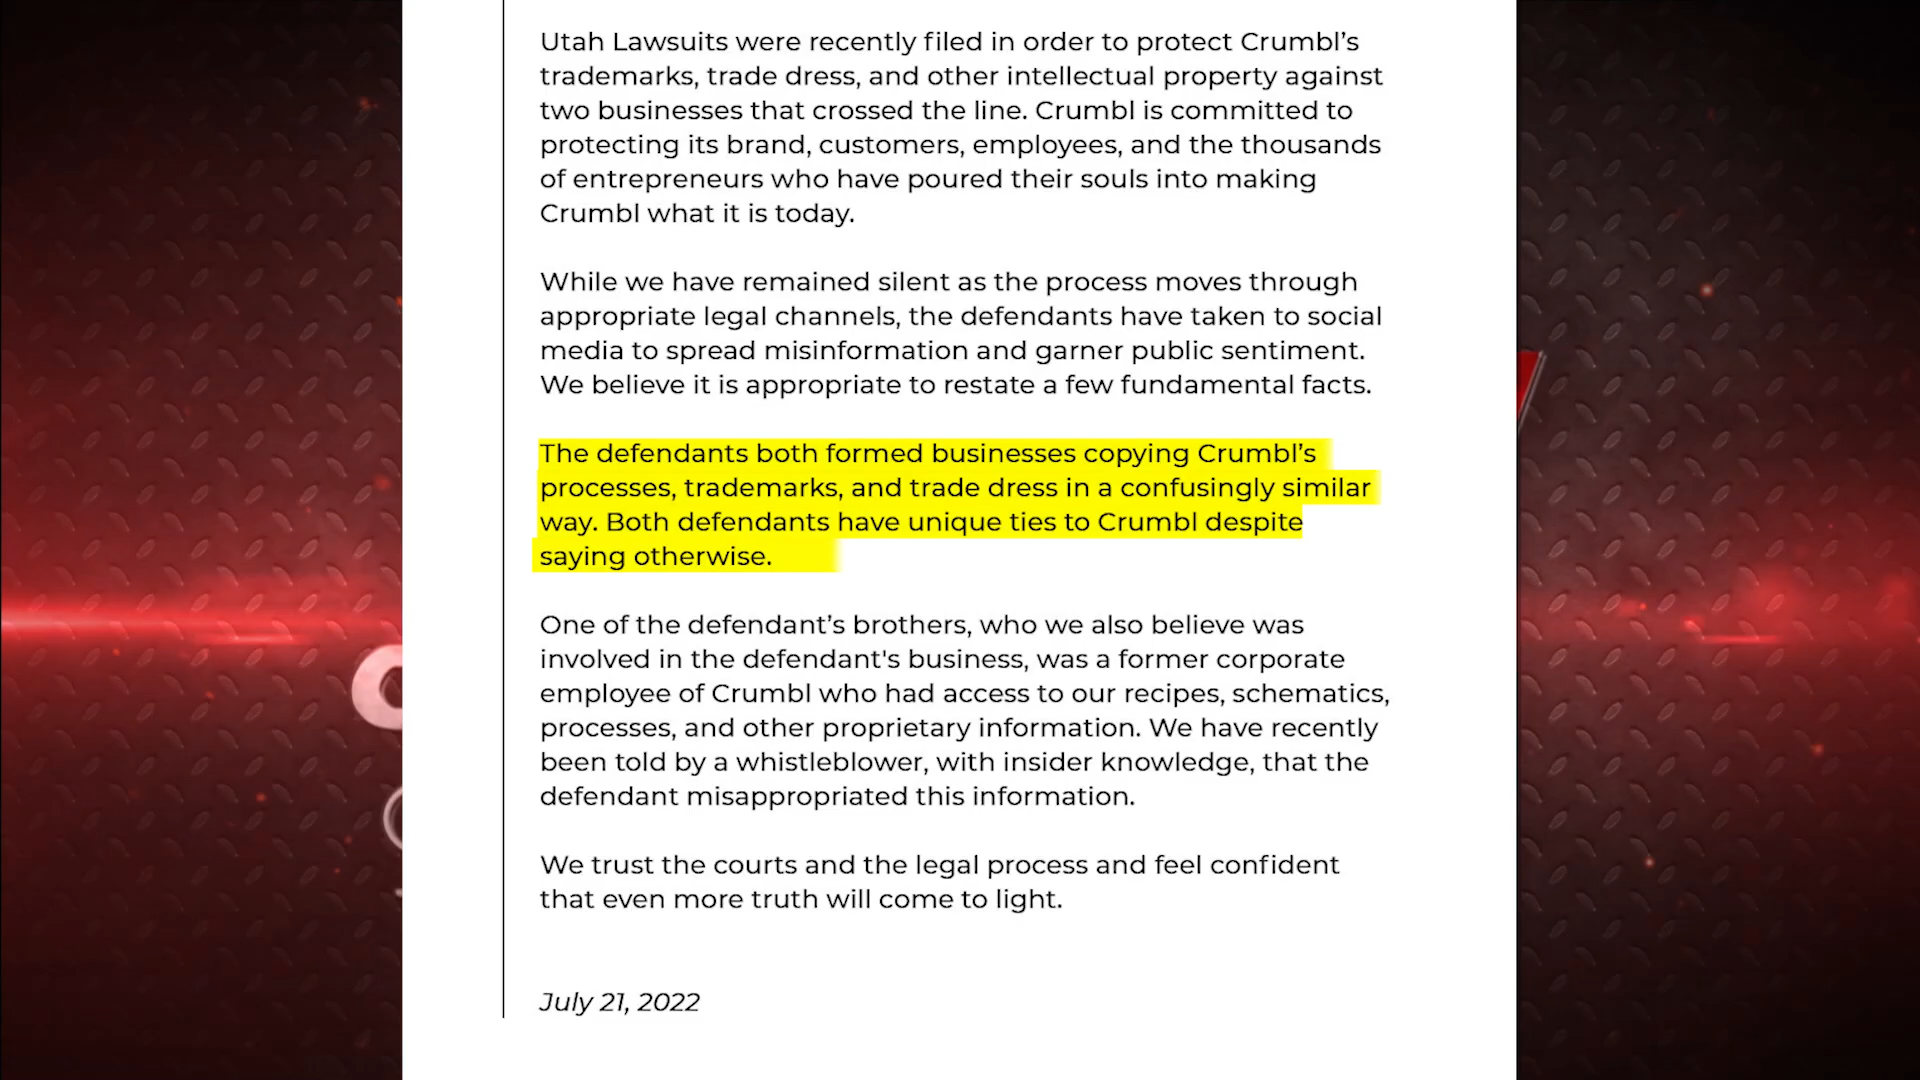 Utah Lawsuits were recently filed in order to protect Crumbl’s
trademarks, trade dress, and other intellectual property against
two businesses that crossed the line. Crumbl is committed to
protecting its brand, customers, employees, and the thousands
of entrepreneurs who have poured their souls into making
Crumbl what it is today.
While we have remained silent as the process moves through
appropriate legal channels, the defendants have taken to social
media to spread misinformation and garner public sentiment.
We believe it is appropriate to restate a few fundamental facts.
The defendants both formed businesses copying Crumbl’s
processes, trademarks, and trade dress in a confusingly similar
way. Both defendants have unique ties to Crumbl despite
saying otherwise.
One of the defendant’s brothers, who we also believe was
involved in the defendant's business, was a former corporate
employee of Crumbl who had access to our recipes, schematics,
processes, and other proprietary information. We have recently
been told by a whistleblower, with insider knowledge, that the
defendant misappropriated this information.
We trust the courts and the legal process and feel confident
that even more truth will come to light.
July 21, 2022